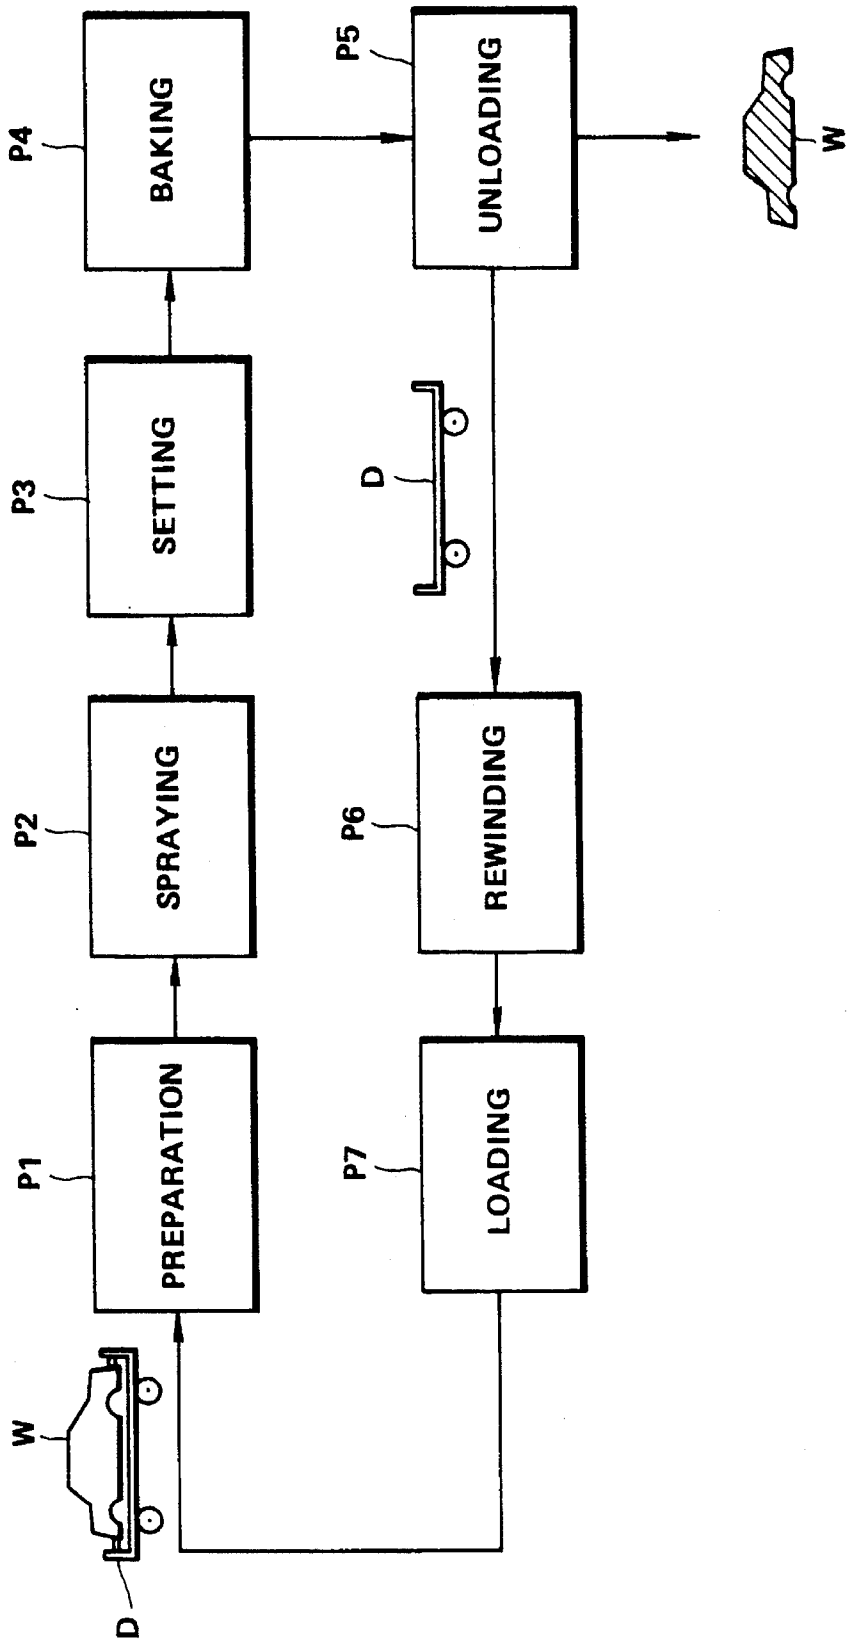 P1
PREPARATION
P2
SPRAYING
P3
SETTING
P4
BAKING
P5
UNLOADING
P6
REWINDING
P7
LOADING
W
D
D
W